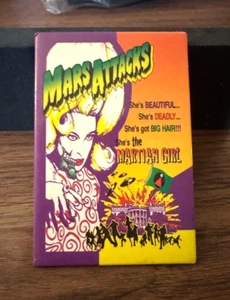 MARS ATTACKS
She's BEAUTIFUL...
She's DEADLY...
She's got BIG HAIR!!!
She's the
MARTIAN GIRL